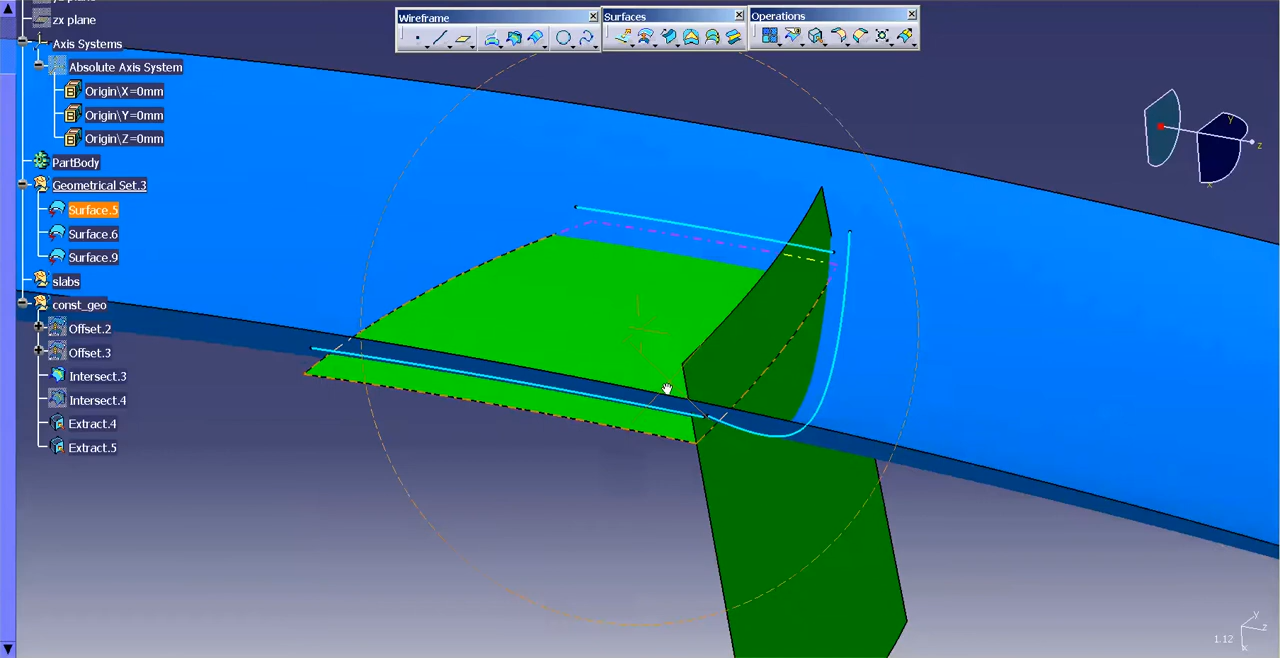 zx plane
Axis Systems
Absolute Axis System
Origin\X=0mm
Origin\Y=0mm
Origin\Z=0mm
PartBody
Geometrical Set.3
Surface.5
Surface.6
Surface.9
slabs
const_geo
Offset.2
Offset.3
Intersect.3
Intersect.4
Extract.4
Extract.5
Wireframe
Surfaces
Operations
Y
z
x
y
z
x
1.12